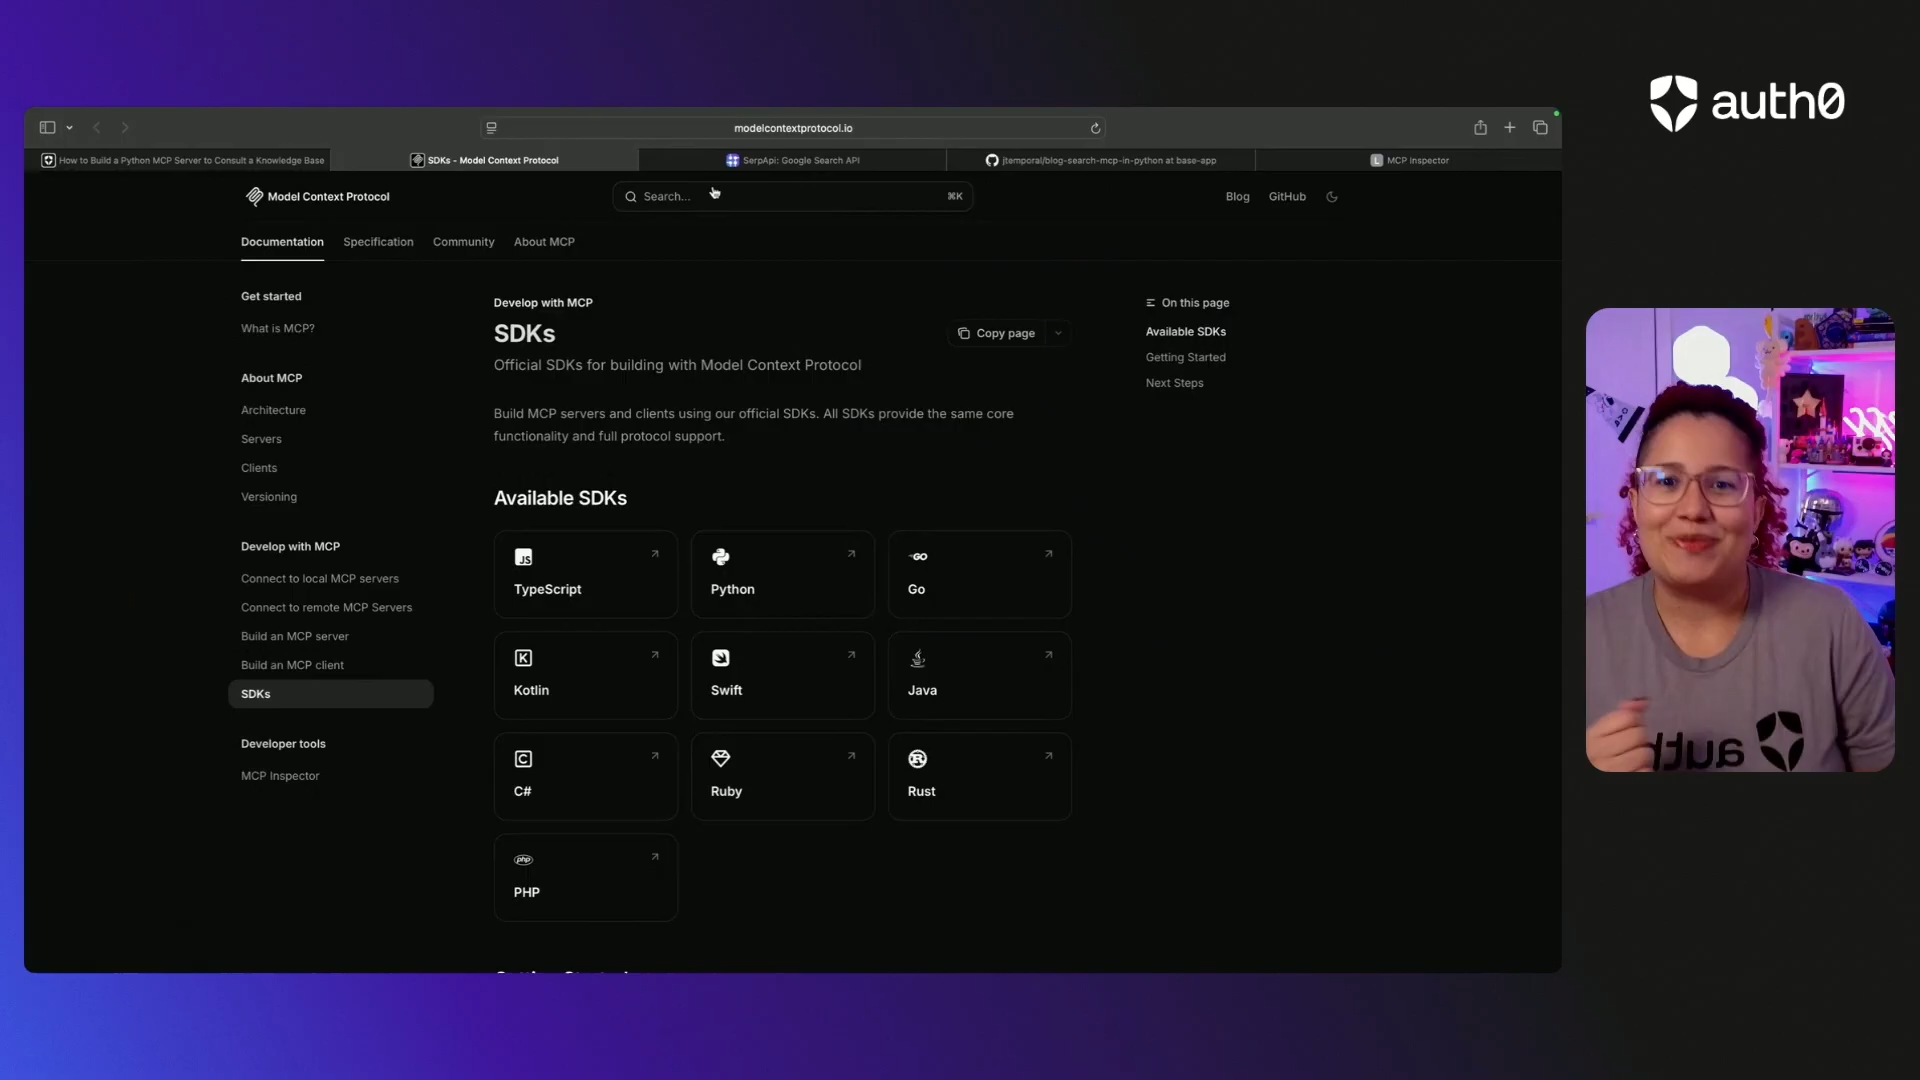 auth0
modelcontextprotocol.io
How to Build a Python MCP Server to Consult a Knowledge Base
SDKs - Model Context Protocol
SerpApi: Google Search API
jtemporal/blog-search-mcp-in-python at base-app
L MCP Inspector
Model Context Protocol
Search...
⌘K
Blog
GitHub
Documentation
Specification
Community
About MCP
Get started
What is MCP?
About MCP
Architecture
Servers
Clients
Versioning
Develop with MCP
Connect to local MCP servers
Connect to remote MCP Servers
Build an MCP server
Build an MCP client
SDKs
Developer tools
MCP Inspector
Develop with MCP
SDKs
Copy page
Official SDKs for building with Model Context Protocol
Build MCP servers and clients using our official SDKs. All SDKs provide the same core
functionality and full protocol support.
Available SDKs
JS
TypeScript
Python
GO
Go
K
Kotlin
Swift
Java
C
C#
Ruby
R
Rust
php
PHP
On this page
Available SDKs
Getting Started
Next Steps
auth